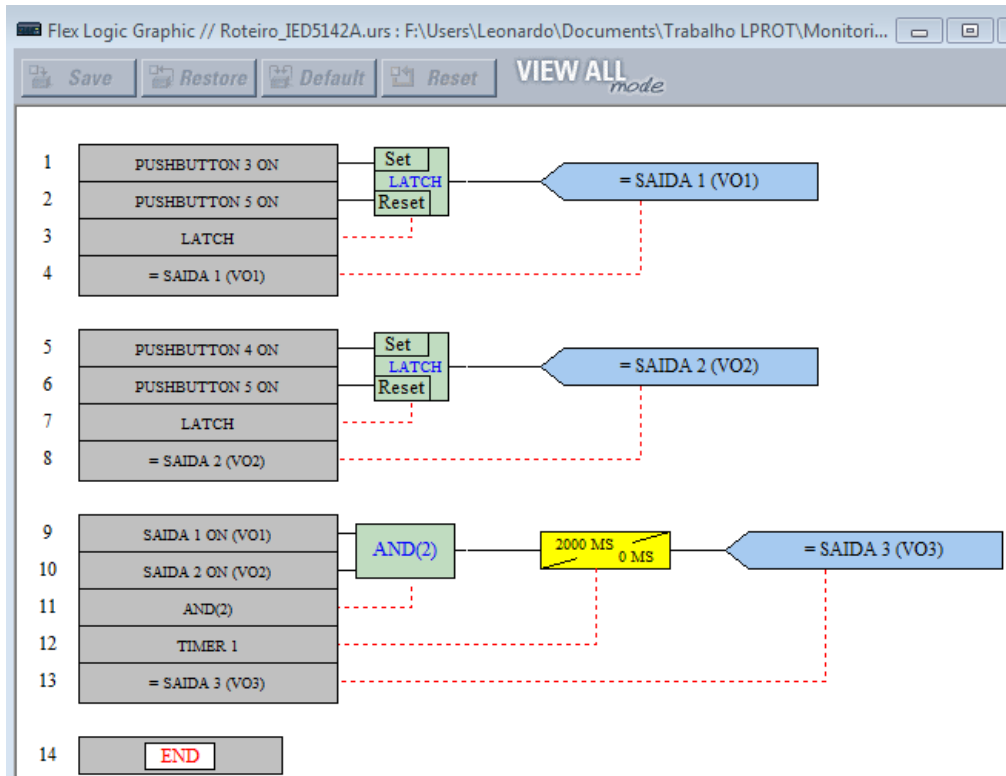 Flex Logic Graphic // Roteiro_IED5142A.urs : F:\Users\Leonardo\Documents\Trabalho LPROT\Monitori...
Save Restore Default Reset VIEW ALL mode
1 PUSHBUTTON 3 ON Set
LATCH = SAIDA 1 (VO1)
2 PUSHBUTTON 5 ON Reset
3 LATCH
4 = SAIDA 1 (VO1)
5 PUSHBUTTON 4 ON Set
LATCH = SAIDA 2 (VO2)
6 PUSHBUTTON 5 ON Reset
7 LATCH
8 = SAIDA 2 (VO2)
9 SAIDA 1 ON (VO1)
AND(2) 2000 MS 0 MS = SAIDA 3 (VO3)
10 SAIDA 2 ON (VO2)
11 AND(2)
12 TIMER 1
13 = SAIDA 3 (VO3)
14 END